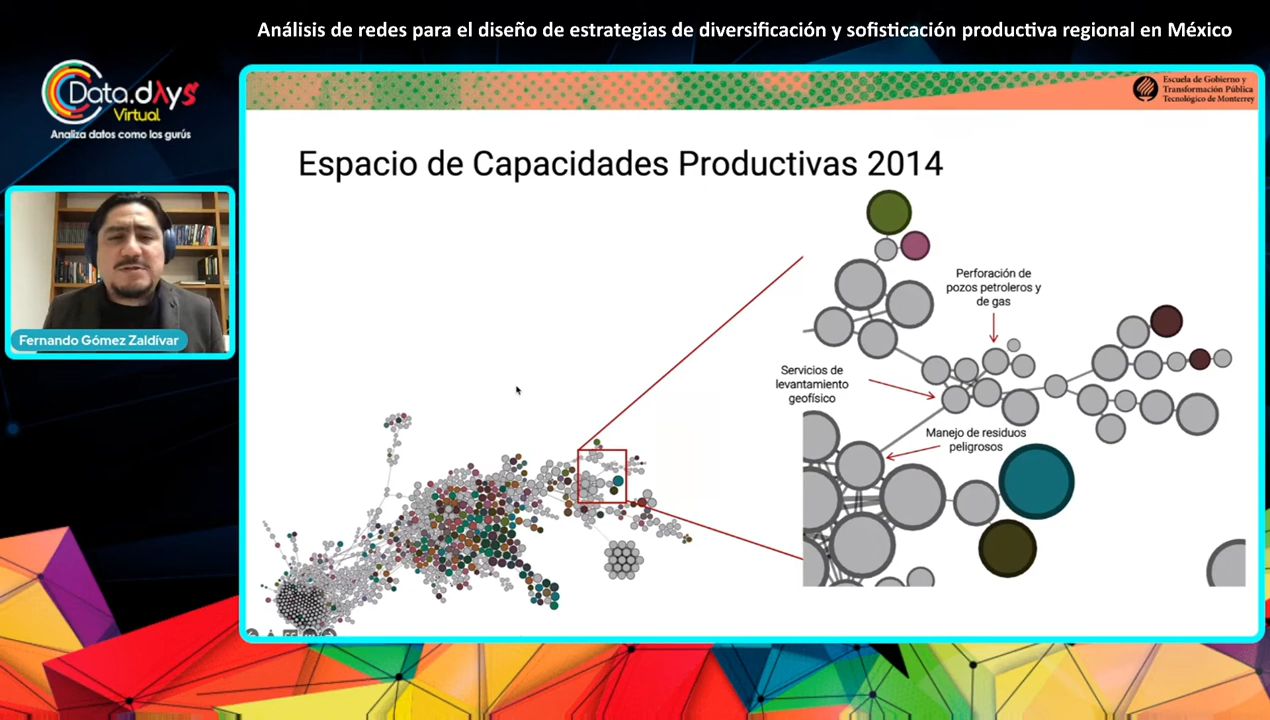 Análisis de redes para el diseño de estrategias de diversificación y sofisticación productiva regional en México
Data.dAys
Virtual
Analiza datos como los gurús
Escuela de Gobierno y
Transformación Pública
Tecnológico de Monterrey
Espacio de Capacidades Productivas 2014
Fernando Gómez Zaldívar
Perforación de
pozos petroleros y
de gas
Servicios de
levantamiento
geofísico
Manejo de residuos
peligrosos